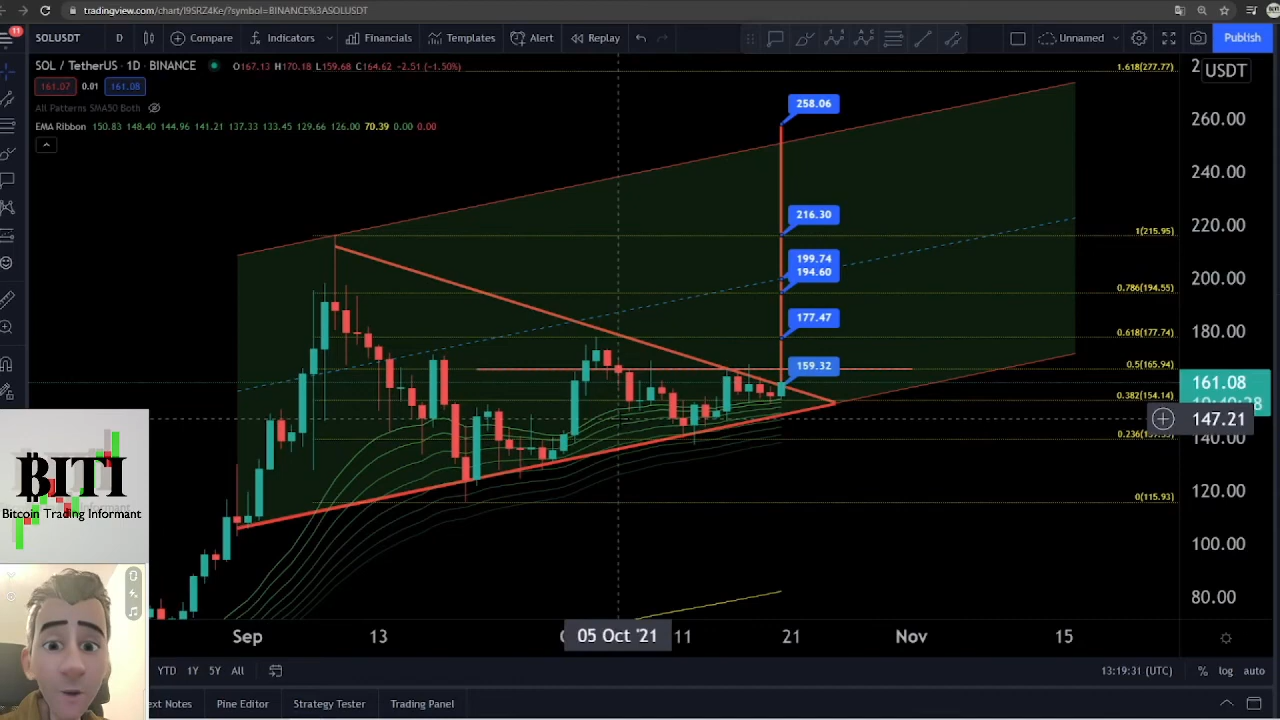 tradingview.com/chart/I9SRZ4Ke/?symbol=BINANCE%3ASOLUSDT
11
SOLUSDT D Compare Indicators Financials Templates Alert Replay Unnamed Publish
SOL / TetherUS · 1D · BINANCE O167.13 H170.18 L159.68 C164.62 -2.51 (-1.50%)
161.07 0.01 161.08
All Patterns SMA50 Both
EMA Ribbon 150.83 148.40 144.96 141.21 137.33 133.45 129.66 126.00 70.39 0.00 0.00
1.618(277.77)
USDT
258.06
260.00
240.00
216.30
220.00
1(215.95)
199.74
194.60
200.00
0.786(194.55)
177.47
180.00
0.618(177.74)
159.32
0.5(165.94)
161.08
0.382(154.14)
147.21
140.00
120.00
0(115.93)
100.00
80.00
BITI
Bitcoin Trading Informant
Sep 13 05 Oct '21 11 21 Nov 15
YTD 1Y 5Y All 13:19:31 (UTC) % log auto
ext Notes Pine Editor Strategy Tester Trading Panel